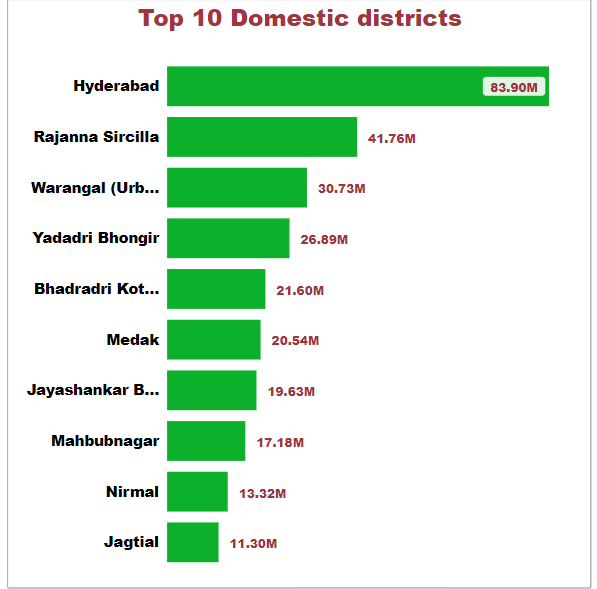 Top 10 Domestic districts
Hyderabad 83.90M
Rajanna Sircilla 41.76M
Warangal (Urb... 30.73M
Yadadri Bhongir 26.89M
Bhadradri Kot... 21.60M
Medak 20.54M
Jayashankar B... 19.63M
Mahbubnagar 17.18M
Nirmal 13.32M
Jagtial 11.30M